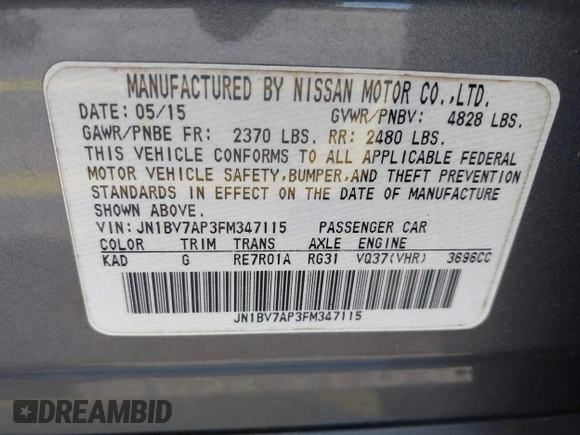 MANUFACTURED BY NISSAN MOTOR CO.,LTD.
DATE: 05/15 GVWR/PNBV: 4828 LBS.
GAWR/PNBE FR: 2370 LBS. RR: 2480 LBS.
THIS VEHICLE CONFORMS TO ALL APPLICABLE FEDERAL
MOTOR VEHICLE SAFETY, BUMPER, AND THEFT PREVENTION
STANDARDS IN EFFECT ON THE DATE OF MANUFACTURE
SHOWN ABOVE.
VIN: JN1BV7AP3FM347115 PASSENGER CAR
COLOR TRIM TRANS AXLE ENGINE
KAD G RE7R01A RG31 VQ37(VHR) 3696CC
JN1BV7AP3FM347115
DREAMBID